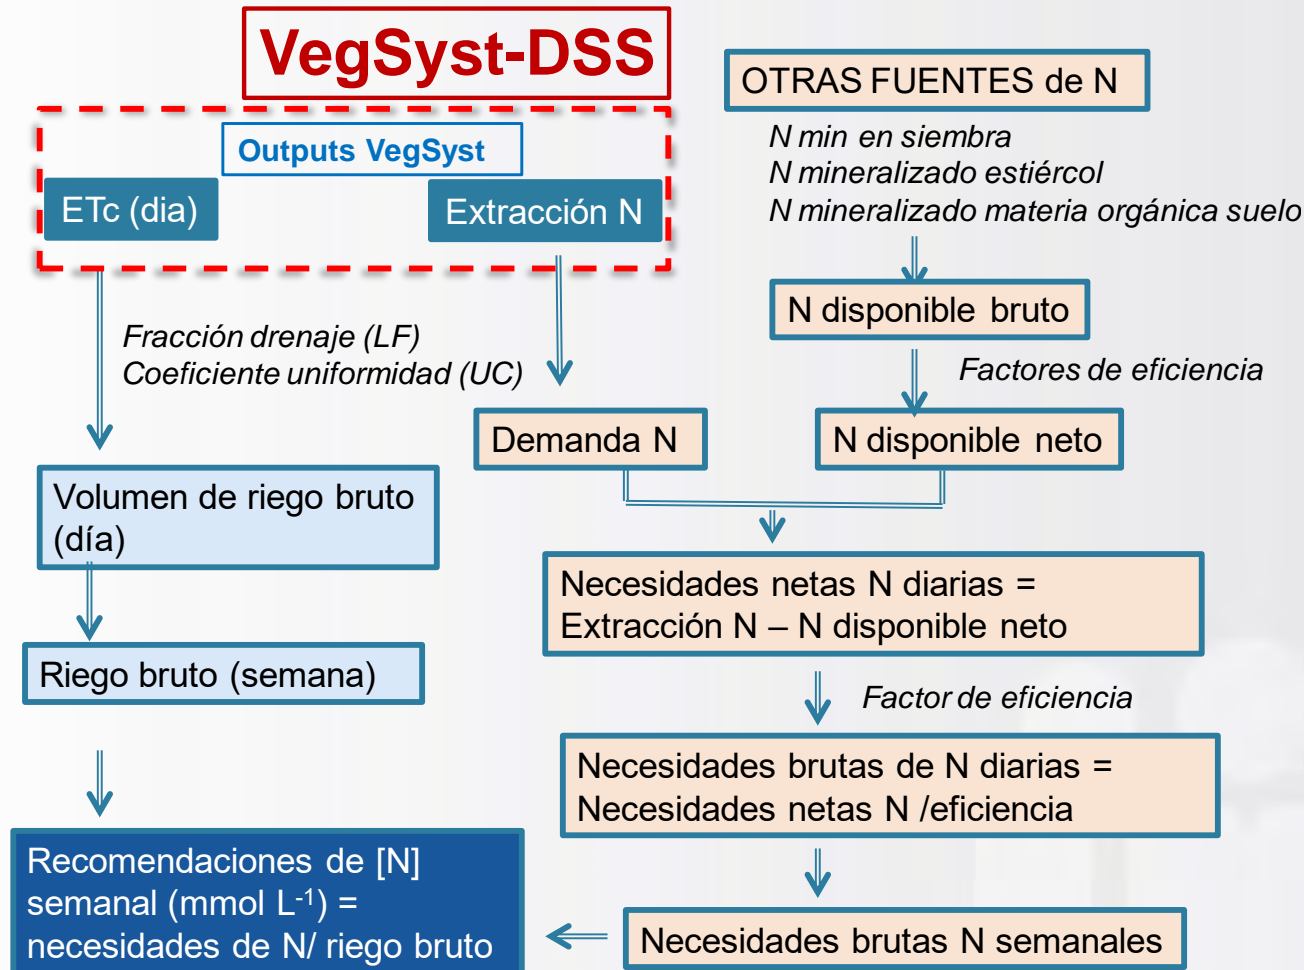 VegSyst-DSS
OTRAS FUENTES de N
Outputs VegSyst
N min en siembra
N mineralizado estiércol
N mineralizado materia orgánica suelo
ETc (dia)
Extracción N
N disponible bruto
Fracción drenaje (LF)
Coeficiente uniformidad (UC)
Factores de eficiencia
Demanda N
N disponible neto
Volumen de riego bruto
(día)
Necesidades netas N diarias =
Extracción N – N disponible neto
Riego bruto (semana)
Factor de eficiencia
Necesidades brutas de N diarias =
Necesidades netas N /eficiencia
Recomendaciones de [N]
semanal (mmol L⁻¹) =
necesidades de N/ riego bruto
Necesidades brutas N semanales